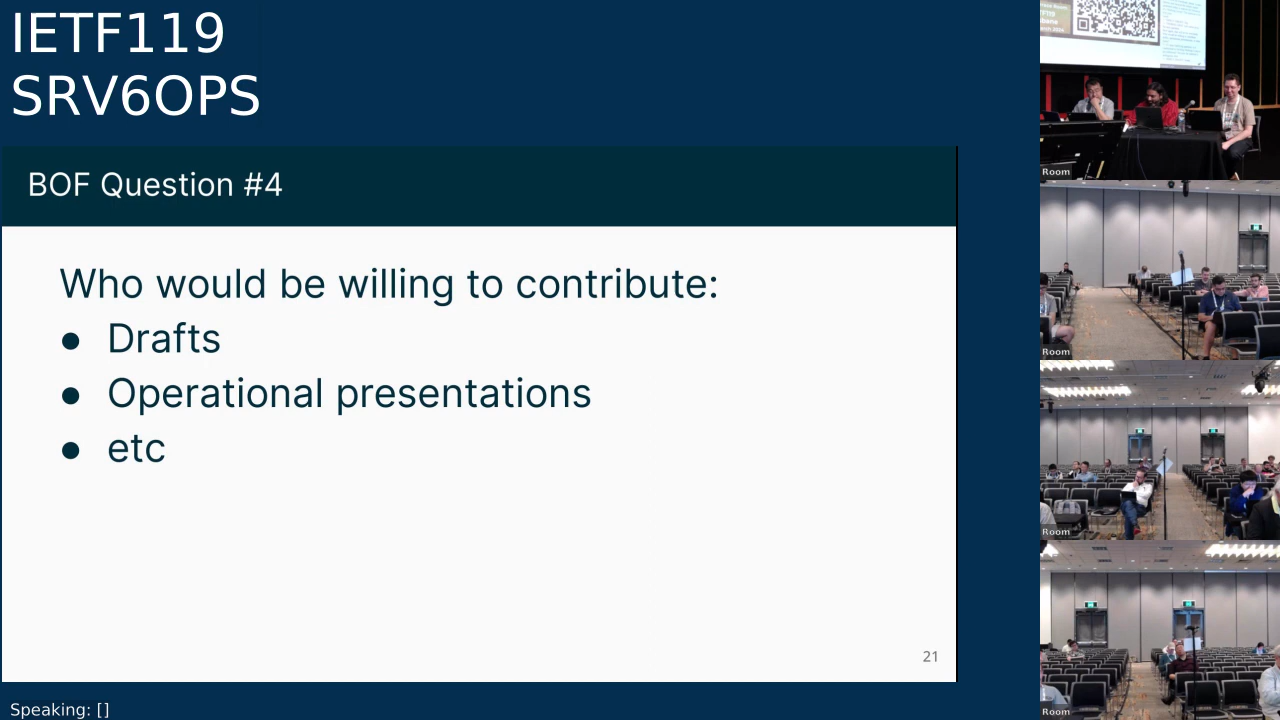 IETF119
SRV6OPS
BOF Question #4
Who would be willing to contribute:
● Drafts
● Operational presentations
● etc
21
Speaking: []
Room
Room
Room
Room